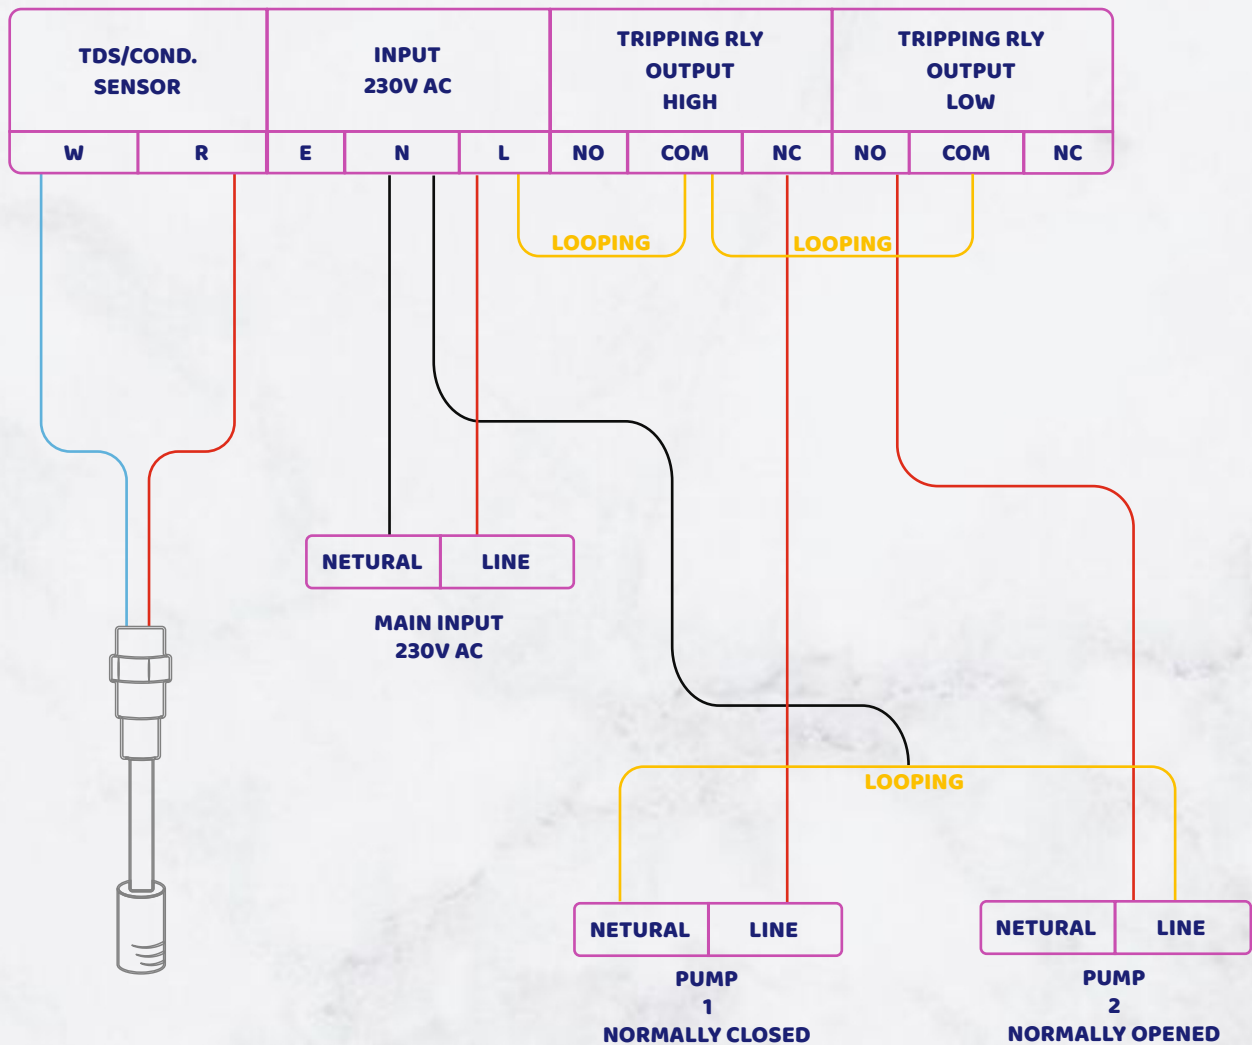 TDS/COND.
SENSOR
INPUT
230V AC
TRIPPING RLY
OUTPUT
HIGH
TRIPPING RLY
OUTPUT
LOW
W
R
E
N
L
NO
COM
NC
NO
COM
NC
LOOPING
LOOPING
NETURAL
LINE
MAIN INPUT
230V AC
LOOPING
NETURAL
LINE
NETURAL
LINE
PUMP
1
NORMALLY CLOSED
PUMP
2
NORMALLY OPENED